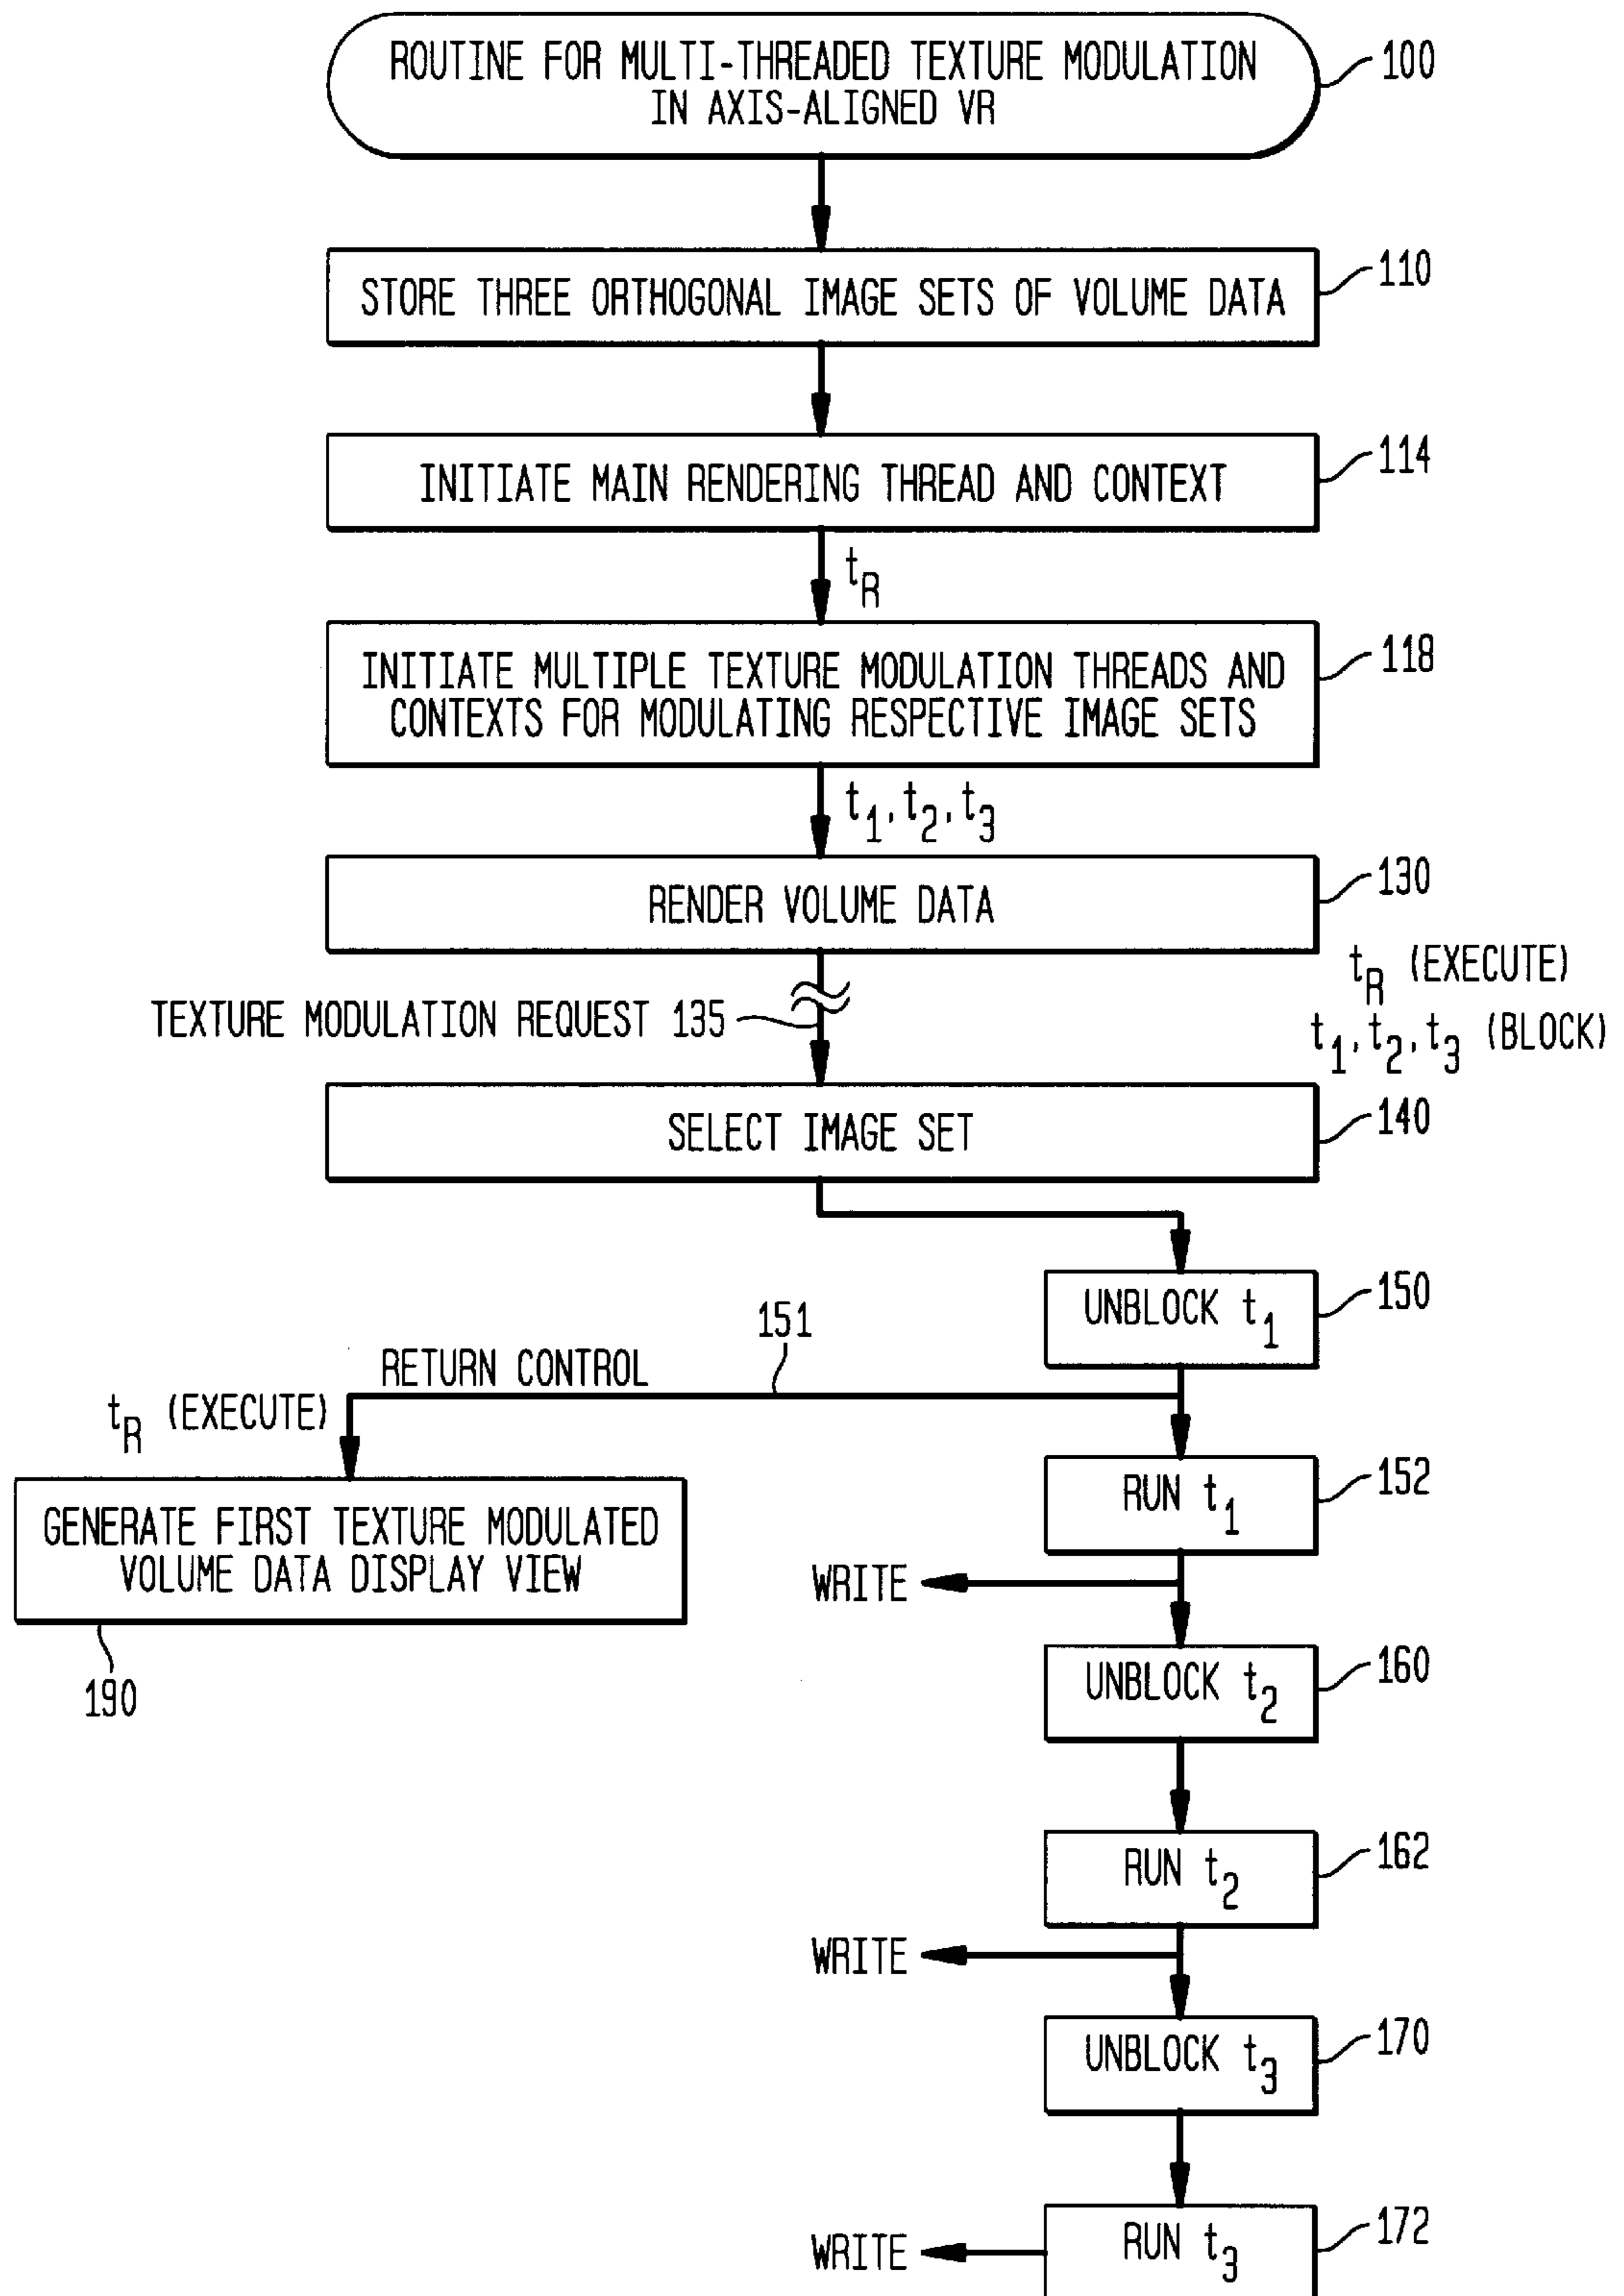 ROUTINE FOR MULTI-THREADED TEXTURE MODULATION
IN AXIS-ALIGNED VR
100
STORE THREE ORTHOGONAL IMAGE SETS OF VOLUME DATA
110
INITIATE MAIN RENDERING THREAD AND CONTEXT
114
tR
INITIATE MULTIPLE TEXTURE MODULATION THREADS AND
CONTEXTS FOR MODULATING RESPECTIVE IMAGE SETS
118
t1, t2, t3
RENDER VOLUME DATA
130
tR (EXECUTE)
t1, t2, t3 (BLOCK)
TEXTURE MODULATION REQUEST 135
SELECT IMAGE SET
140
UNBLOCK t1
150
151
RETURN CONTROL
tR (EXECUTE)
GENERATE FIRST TEXTURE MODULATED
VOLUME DATA DISPLAY VIEW
190
RUN t1
152
WRITE
UNBLOCK t2
160
RUN t2
162
WRITE
UNBLOCK t3
170
RUN t3
172
WRITE